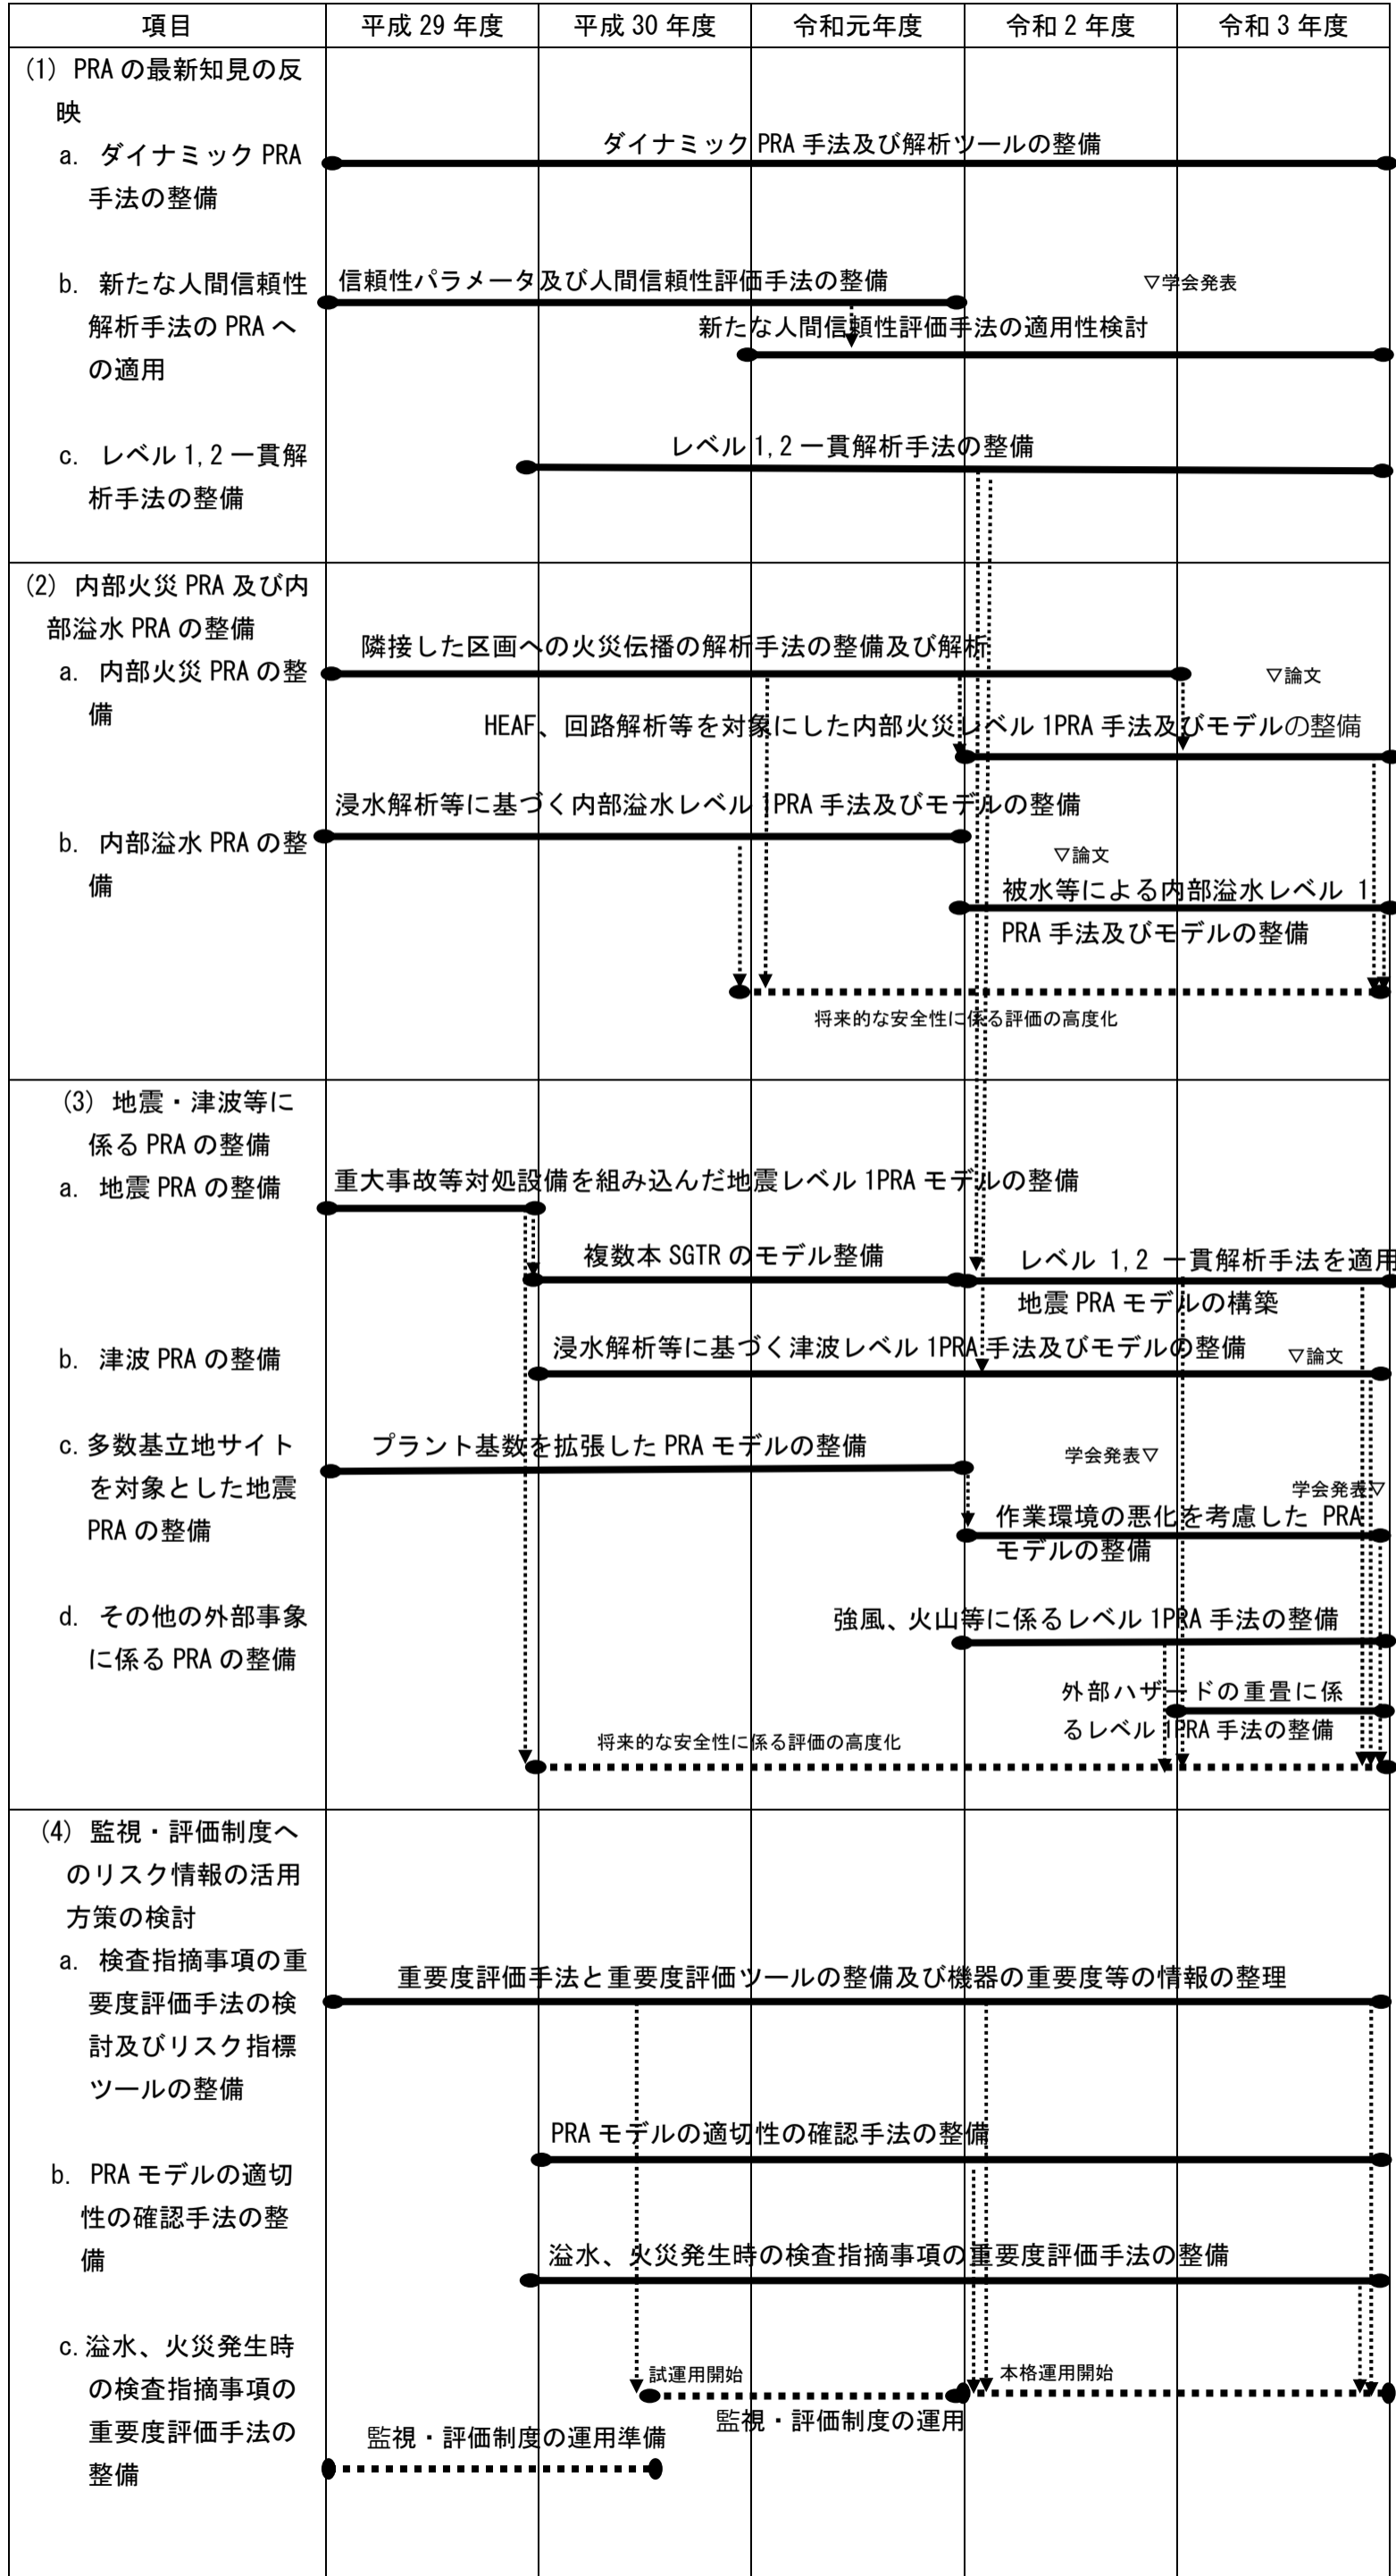 項目 平成 29 年度 平成 30 年度 令和元年度 令和 2 年度 令和 3 年度
(1) PRA の最新知見の反
映
a. ダイナミック PRA
手法の整備
ダイナミック PRA 手法及び解析ツールの整備
b. 新たな人間信頼性
解析手法の PRA へ
の適用
信頼性パラメータ及び人間信頼性評価手法の整備
▽学会発表
新たな人間信頼性評価手法の適用性検討
c. レベル 1,2 一貫解
析手法の整備
レベル 1,2 一貫解析手法の整備
(2) 内部火災 PRA 及び内
部溢水 PRA の整備
a. 内部火災 PRA の整
備
隣接した区画への火災伝播の解析手法の整備及び解析
▽論文
HEAF、回路解析等を対象にした内部火災レベル 1PRA 手法及びモデルの整備
浸水解析等に基づく内部溢水レベル 1PRA 手法及びモデルの整備
b. 内部溢水 PRA の整
備
▽論文
被水等による内部溢水レベル 1
PRA 手法及びモデルの整備
将来的な安全性に係る評価の高度化
(3) 地震・津波等に
係る PRA の整備
a. 地震 PRA の整備
重大事故等対処設備を組み込んだ地震レベル 1PRA モデルの整備
複数本 SGTR のモデル整備
レベル 1,2 一貫解析手法を適用
地震 PRA モデルの構築
b. 津波 PRA の整備
浸水解析等に基づく津波レベル 1PRA 手法及びモデルの整備
▽論文
c. 多数基立地サイト
を対象とした地震
PRA の整備
プラント基数を拡張した PRA モデルの整備
学会発表▽
学会発表▽
作業環境の悪化を考慮した PRA
モデルの整備
d. その他の外部事象
に係る PRA の整備
強風、火山等に係るレベル 1PRA 手法の整備
外部ハザードの重畳に係
るレベル 1PRA 手法の整備
将来的な安全性に係る評価の高度化
(4) 監視・評価制度へ
のリスク情報の活用
方策の検討
a. 検査指摘事項の重
要度評価手法の検
討及びリスク指標
ツールの整備
重要度評価手法と重要度評価ツールの整備及び機器の重要度等の情報の整理
PRA モデルの適切性の確認手法の整備
b. PRA モデルの適切
性の確認手法の整
備
溢水、火災発生時の検査指摘事項の重要度評価手法の整備
c. 溢水、火災発生時
の検査指摘事項の
重要度評価手法の
整備
試運用開始
本格運用開始
監視・評価制度の運用
監視・評価制度の運用準備